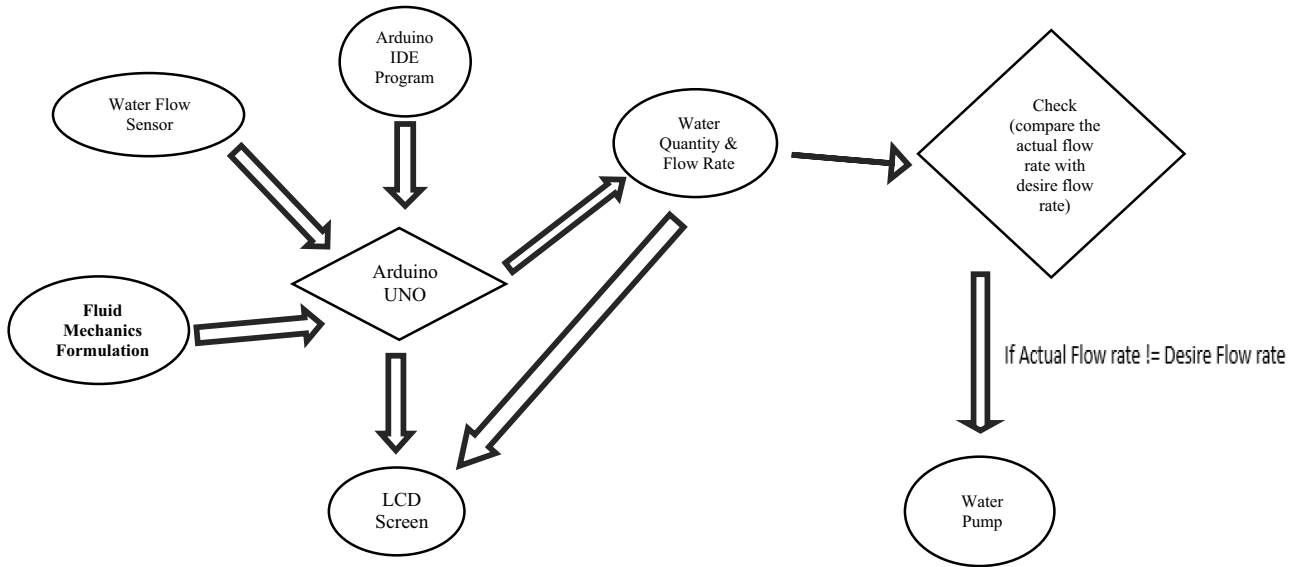 Arduino
IDE
Program
Water Flow
Sensor
Water
Quantity &
Flow Rate
Check
(compare the
actual flow
rate with
desire flow
rate)
Arduino
UNO
Fluid
Mechanics
Formulation
If Actual Flow rate != Desire Flow rate
LCD
Screen
Water
Pump